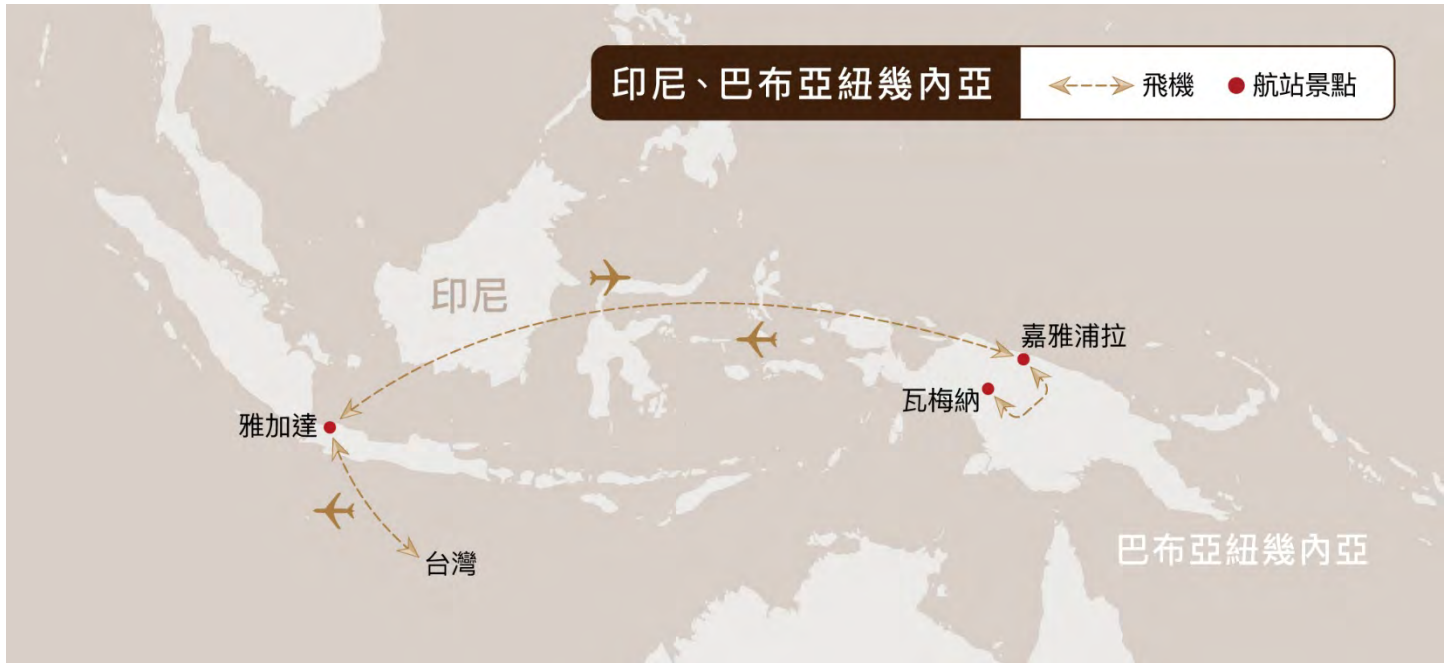 印尼、巴布亞紐幾內亞
飛機
航站景點
印尼
嘉雅浦拉
瓦梅納
雅加達
台灣
巴布亞紐幾內亞